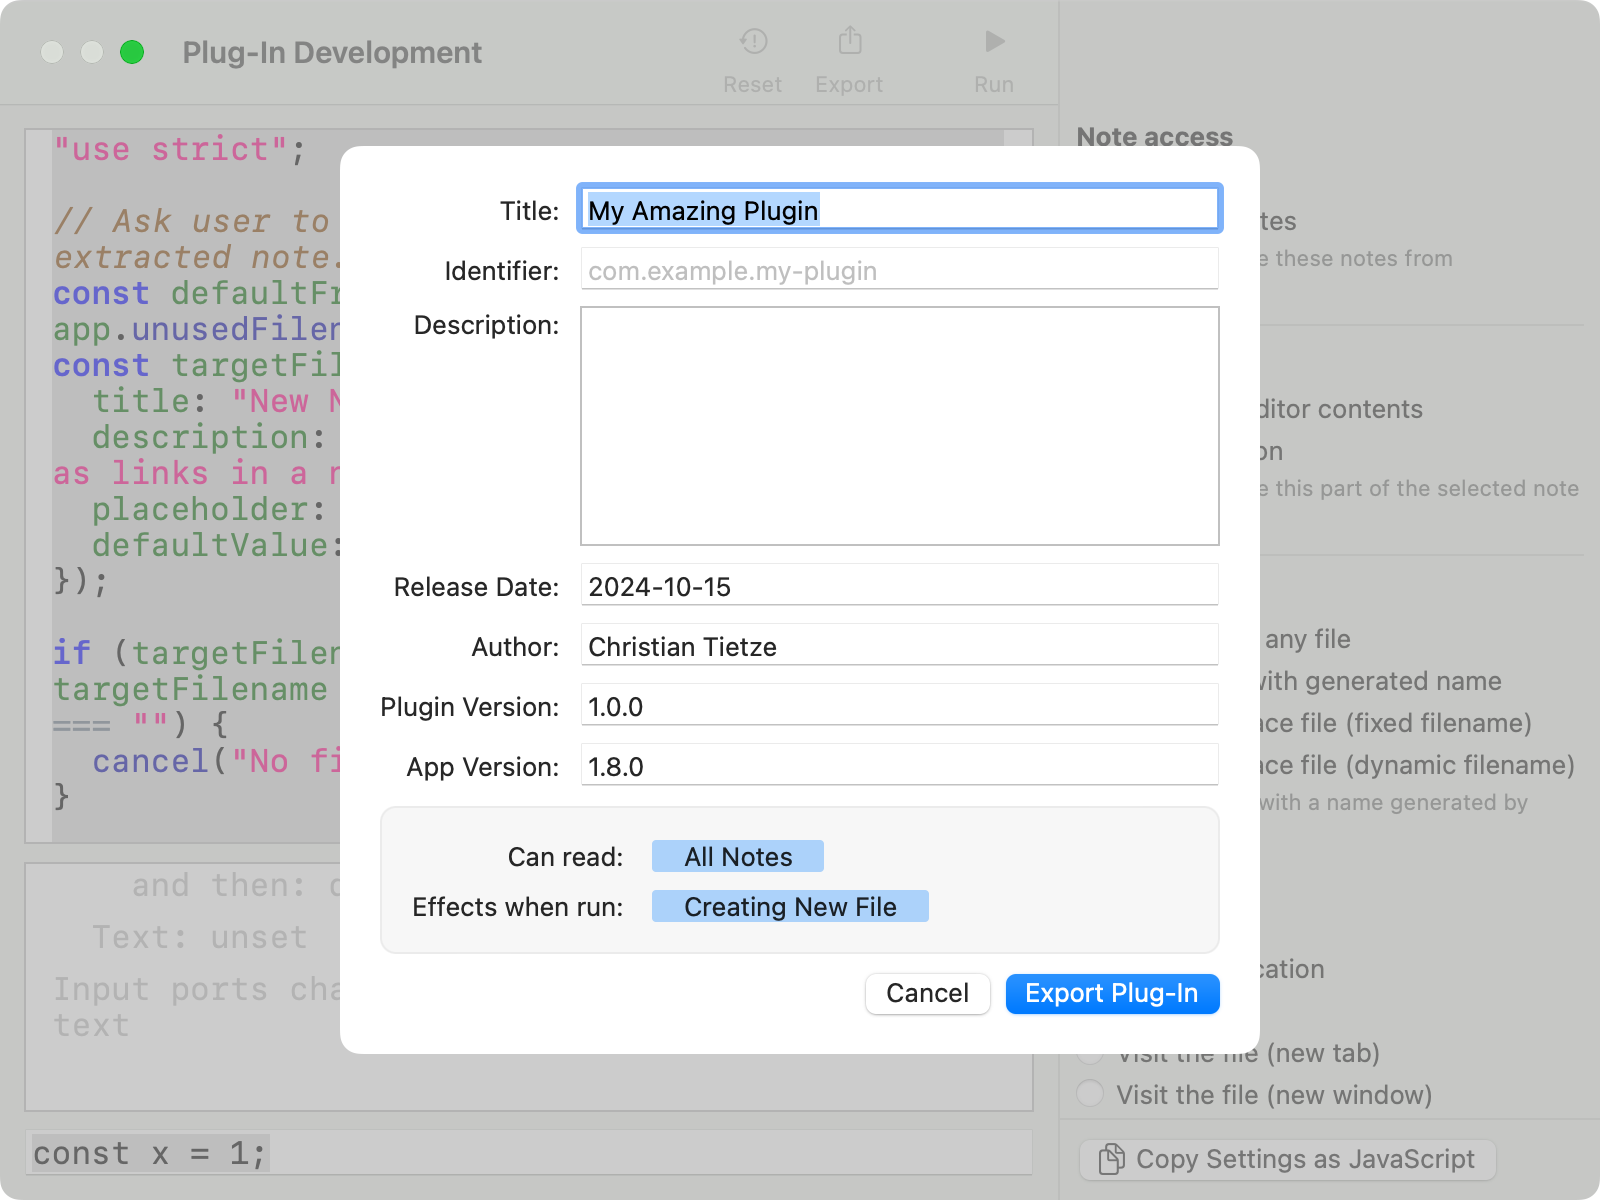 Plug-In Development
Reset
Export
Run
"use strict";
// Ask user to
extracted note.
const defaultFr
app.unusedFilen
const targetFil
title: "New N
description:
as links in a n
placeholder:
defaultValue:
});
if (targetFilen
targetFilename
=== "") {
cancel("No fi
}
and then: c
Text: unset
Input ports cha
text
const x = 1;
Title:
My Amazing Plugin
Identifier:
com.example.my-plugin
Description:
Release Date:
2024-10-15
Author:
Christian Tietze
Plugin Version:
1.0.0
App Version:
1.8.0
Can read:
All Notes
Effects when run:
Creating New File
Cancel
Export Plug-In
Note access
tes
e these notes from
ditor contents
on
e this part of the selected note
any file
with generated name
ace file (fixed filename)
ace file (dynamic filename)
with a name generated by
cation
Visit the file (new tab)
Visit the file (new window)
Copy Settings as JavaScript